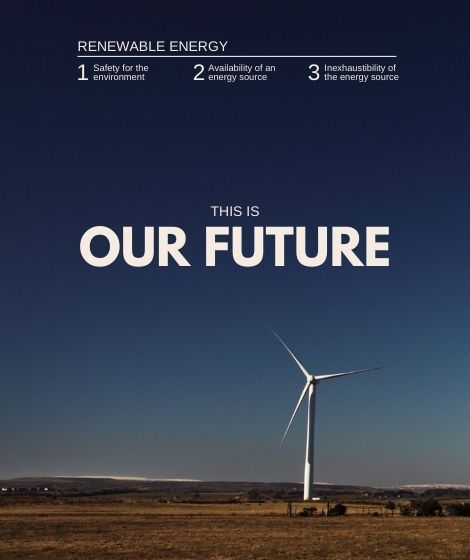 RENEWABLE ENERGY
1 Safety for the
environment
2 Availability of an
energy source
3 Inexhaustibility of
the energy source
THIS IS
OUR FUTURE